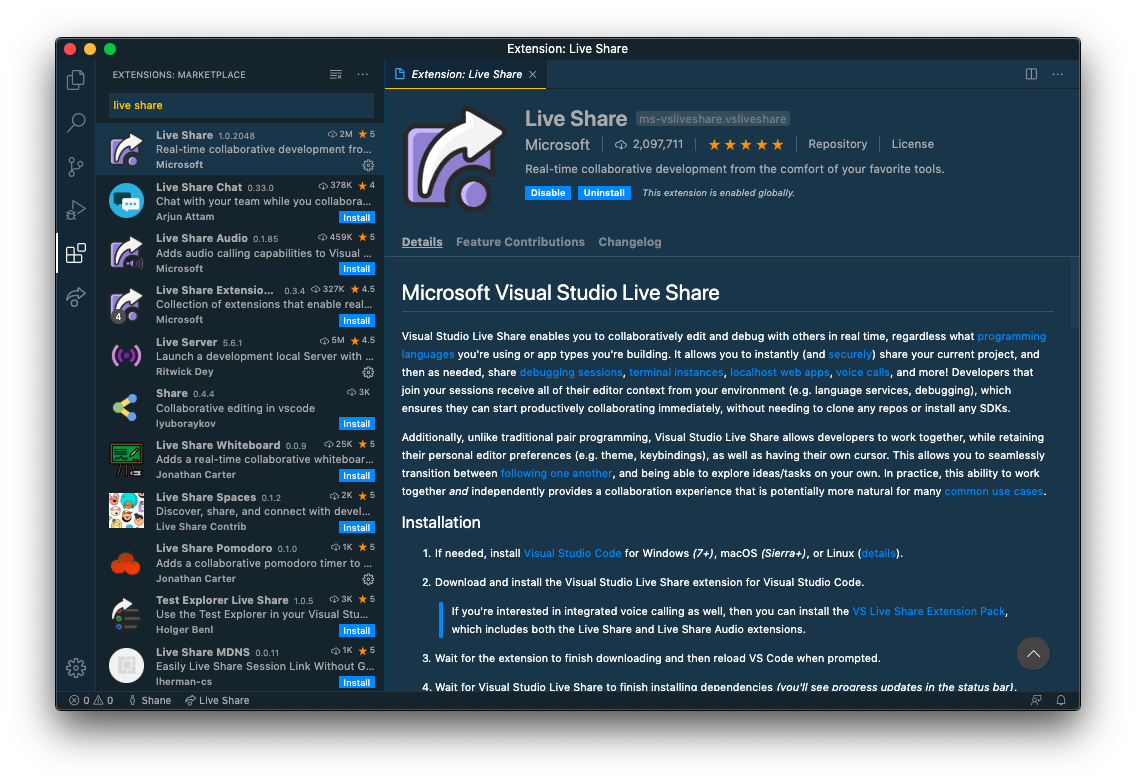 Extension: Live Share
EXTENSIONS: MARKETPLACE
live share
Live Share 1.0.2048 2M ★ 5
Real-time collaborative development fro...
Microsoft
Live Share Chat 0.33.0 378K ★ 4
Chat with your team while you collabora...
Arjun Attam Install
Live Share Audio 0.1.85 459K ★ 5
Adds audio calling capabilities to Visual ...
Microsoft Install
Live Share Extensio... 0.3.4 327K ★ 4.5
Collection of extensions that enable real...
4
Microsoft Install
Live Server 5.6.1 5M ★ 4.5
Launch a development local Server with ...
Ritwick Dey
Share 0.4.4 3K
Collaborative editing in vscode
lyuboraykov Install
Live Share Whiteboard 0.0.9 25K ★ 5
Adds a real-time collaborative whiteboar...
Jonathan Carter Install
Live Share Spaces 0.1.2 2K ★ 5
Discover, share, and connect with devel...
Live Share Contrib Install
Live Share Pomodoro 0.1.0 1K ★ 5
Adds a collaborative pomodoro timer to ...
Jonathan Carter
Test Explorer Live Share 1.0.5 3K ★ 5
Use the Test Explorer in your Visual Stu...
Holger Benl Install
Live Share MDNS 0.0.11 1K ★ 5
Easily Live Share Session Link Without G...
lherman-cs Install
Extension: Live Share
Live Share ms-vsliveshare.vsliveshare
Microsoft 2,097,711 ★★★★★ Repository License
Real-time collaborative development from the comfort of your favorite tools.
Disable Uninstall This extension is enabled globally.
Details Feature Contributions Changelog
Microsoft Visual Studio Live Share
Visual Studio Live Share enables you to collaboratively edit and debug with others in real time, regardless what programming
languages you're using or app types you're building. It allows you to instantly (and securely) share your current project, and
then as needed, share debugging sessions, terminal instances, localhost web apps, voice calls, and more! Developers that
join your sessions receive all of their editor context from your environment (e.g. language services, debugging), which
ensures they can start productively collaborating immediately, without needing to clone any repos or install any SDKs.
Additionally, unlike traditional pair programming, Visual Studio Live Share allows developers to work together, while retaining
their personal editor preferences (e.g. theme, keybindings), as well as having their own cursor. This allows you to seamlessly
transition between following one another, and being able to explore ideas/tasks on your own. In practice, this ability to work
together and independently provides a collaboration experience that is potentially more natural for many common use cases.
Installation
1. If needed, install Visual Studio Code for Windows (7+), macOS (Sierra+), or Linux (details).
2. Download and install the Visual Studio Live Share extension for Visual Studio Code.
If you're interested in integrated voice calling as well, then you can install the VS Live Share Extension Pack,
which includes both the Live Share and Live Share Audio extensions.
3. Wait for the extension to finish downloading and then reload VS Code when prompted.
4. Wait for Visual Studio Live Share to finish installing dependencies (you'll see progress updates in the status bar).
0 0 Shane Live Share